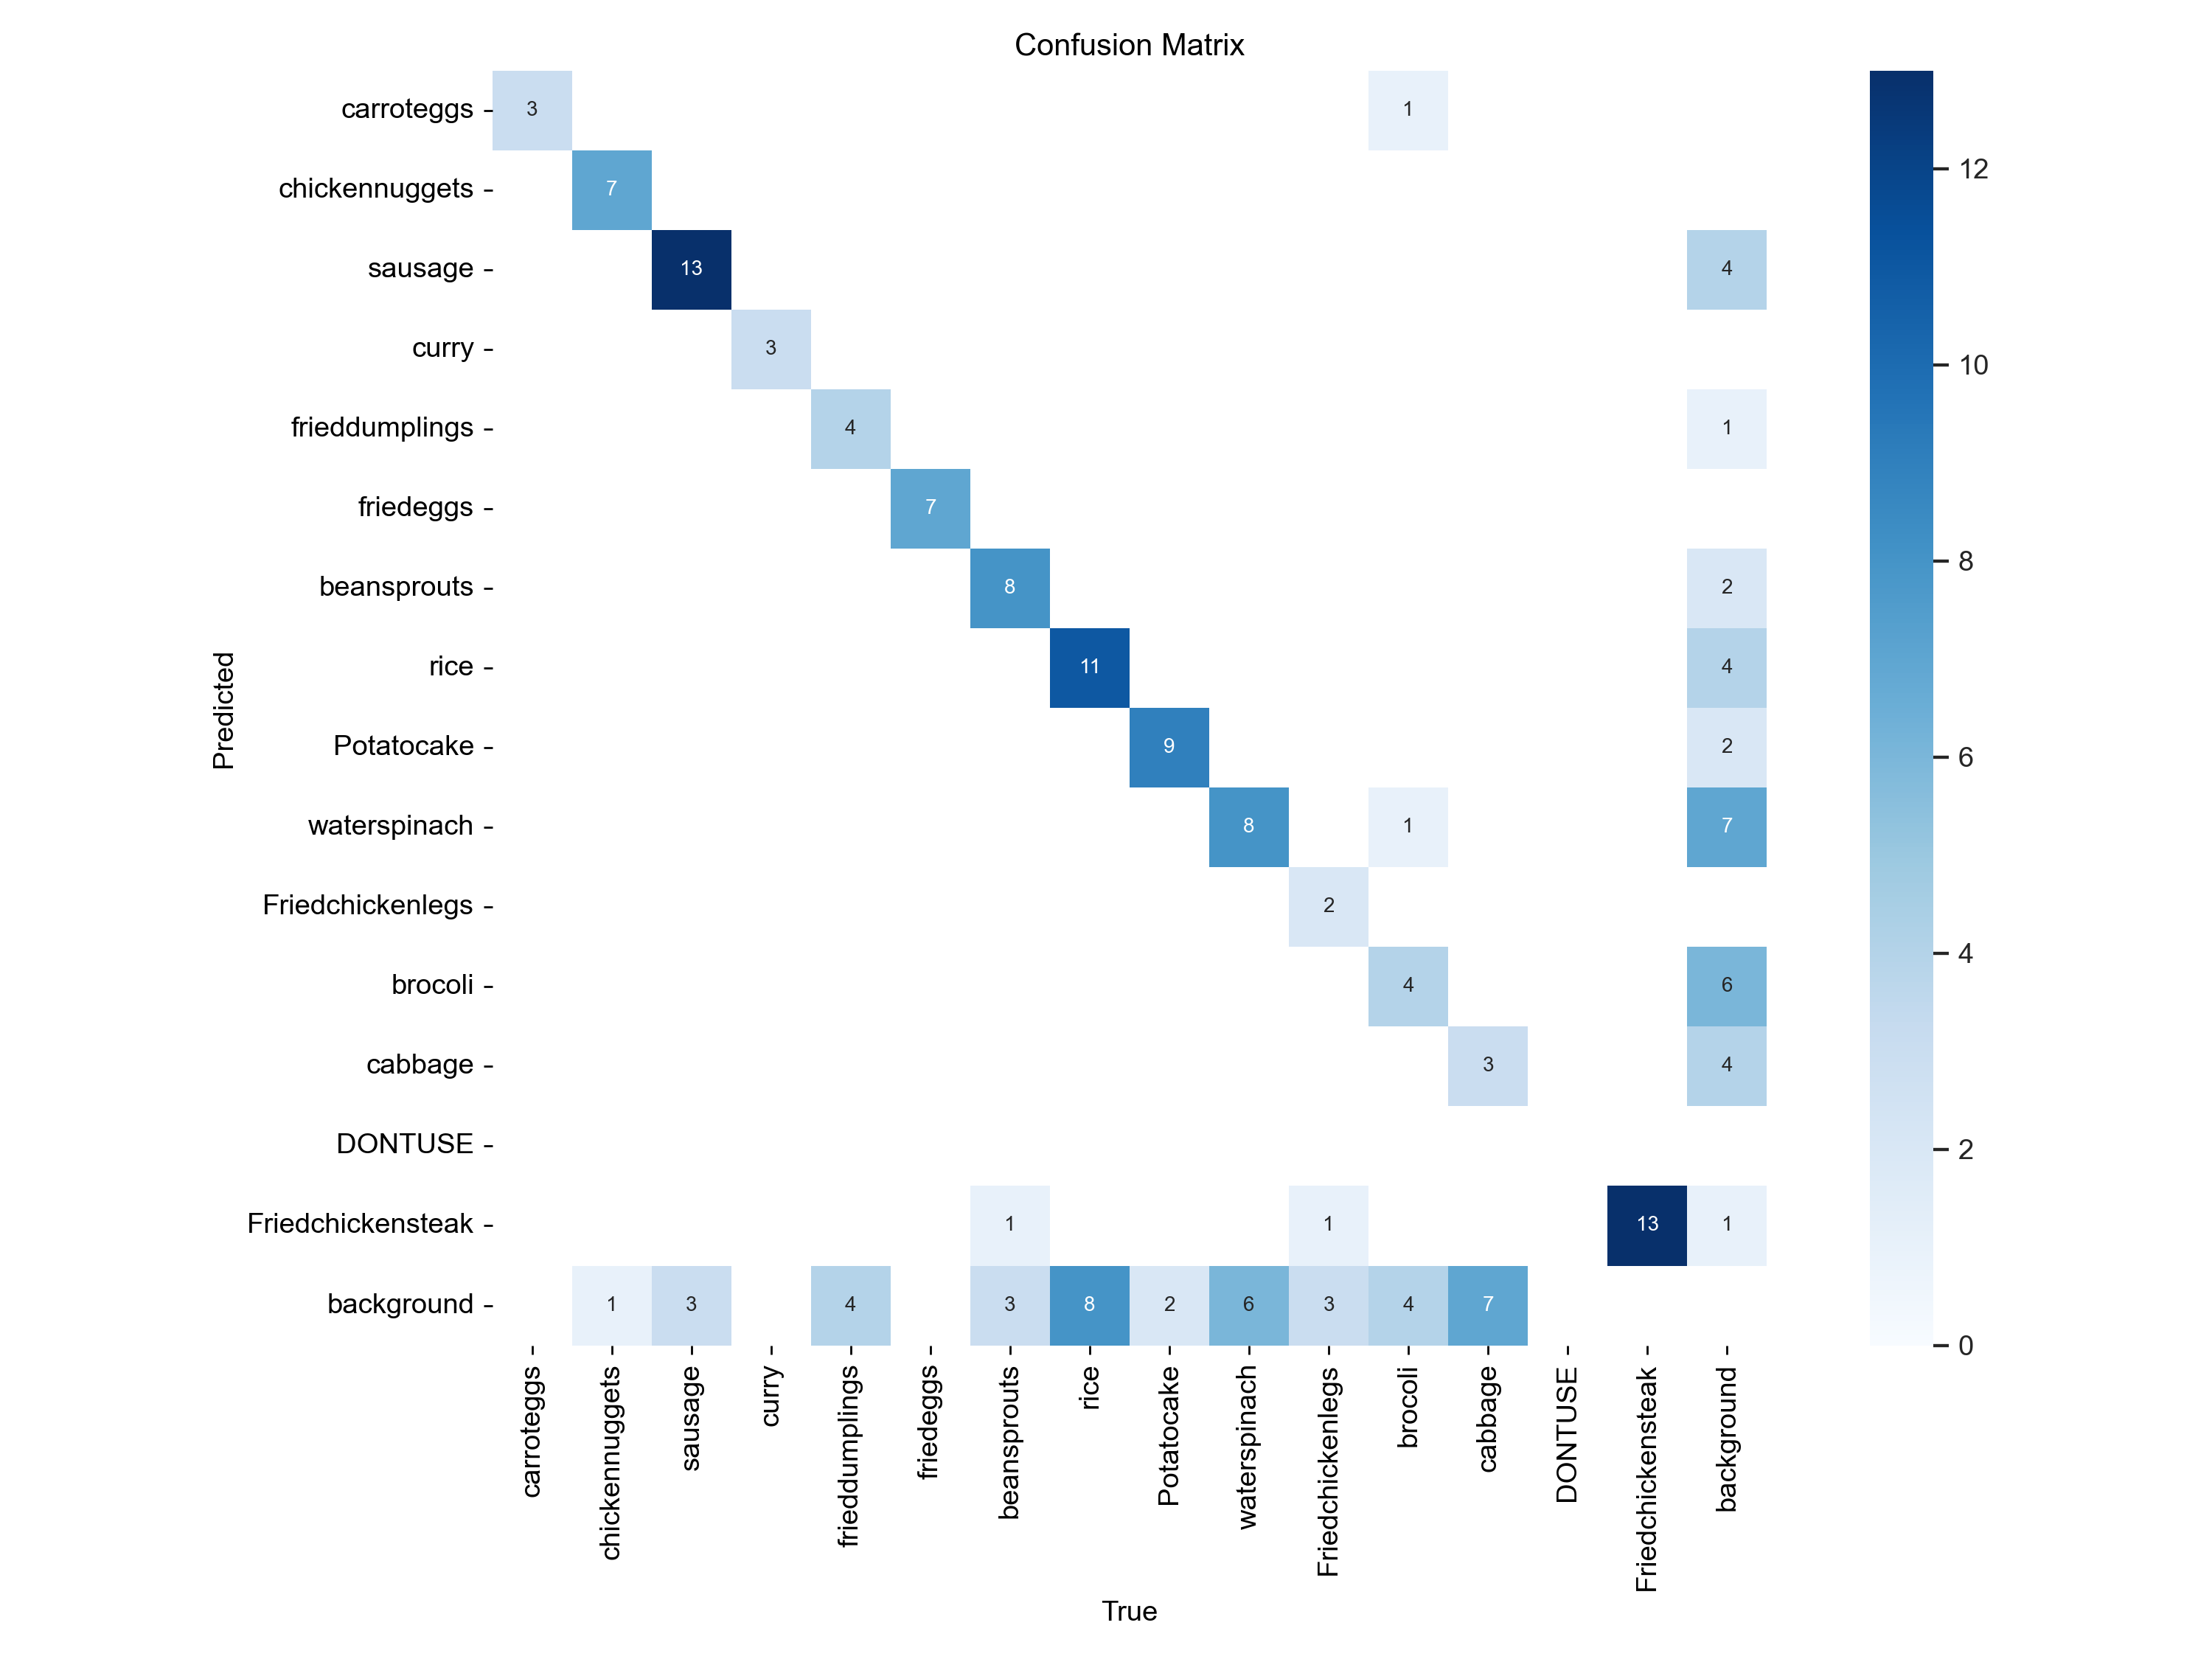 Confusion Matrix
carroteggs 3 1
chickennuggets 7
sausage 13 4
curry 3
frieddumplings 4 1
friedeggs 7
beansprouts 8 2
rice 11 4
Potatocake 9 2
waterspinach 8 1 7
Friedchickenlegs 2
brocoli 4 6
cabbage 3 4
DONTUSE
Friedchickensteak 1 1 13 1
background 1 3 4 3 8 2 6 3 4 7
Predicted
carroteggs
chickennuggets
sausage
curry
frieddumplings
friedeggs
beansprouts
rice
Potatocake
waterspinach
Friedchickenlegs
brocoli
cabbage
DONTUSE
Friedchickensteak
background
True
12
10
8
6
4
2
0